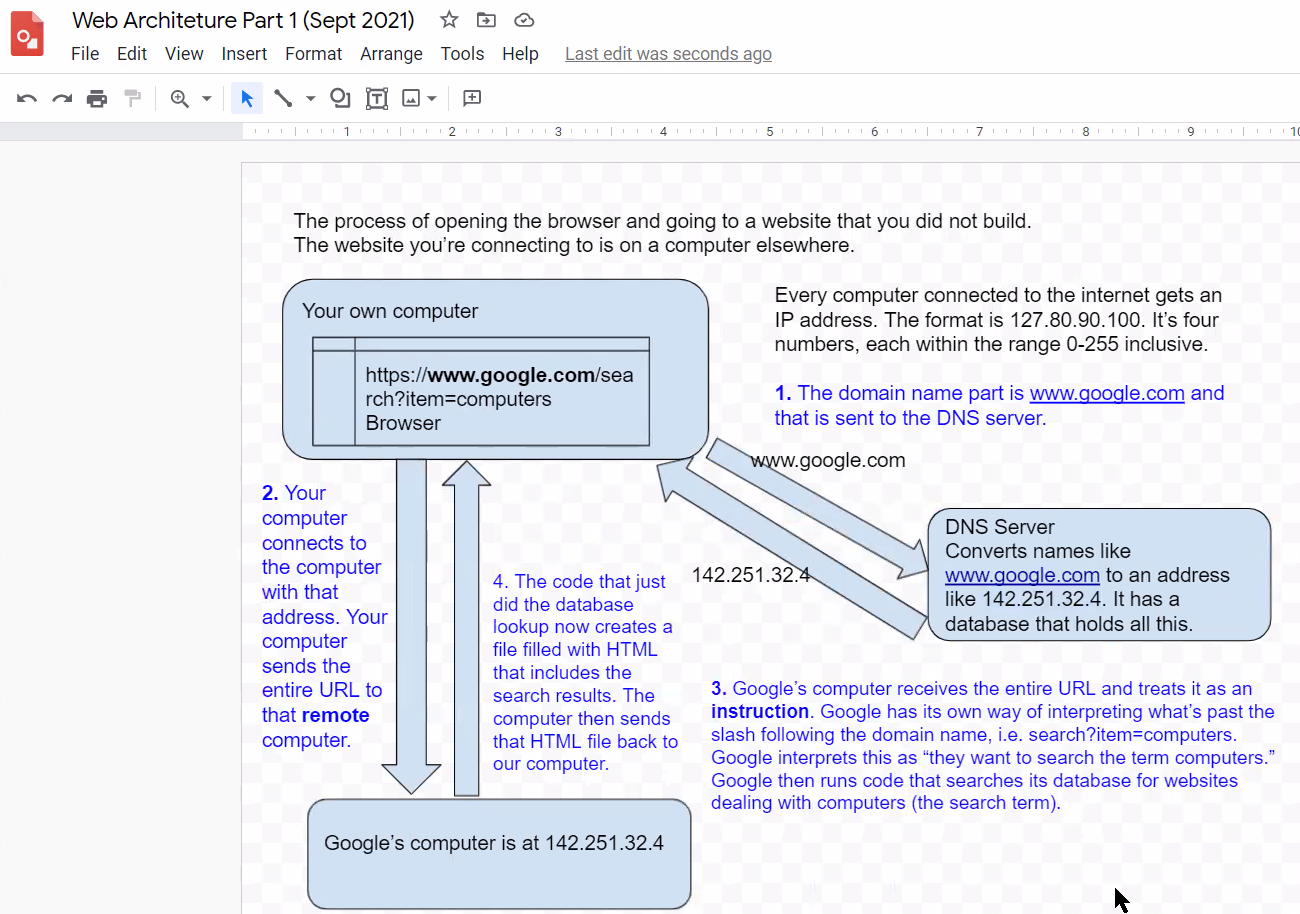 Web Architeture Part 1 (Sept 2021)
File Edit View Insert Format Arrange Tools Help Last edit was seconds ago
1 2 3 4 5 6 7 8 9 10
The process of opening the browser and going to a website that you did not build.
The website you're connecting to is on a computer elsewhere.
Your own computer
https://www.google.com/sea
rch?item=computers
Browser
Every computer connected to the internet gets an
IP address. The format is 127.80.90.100. It's four
numbers, each within the range 0-255 inclusive.
1. The domain name part is www.google.com and
that is sent to the DNS server.
www.google.com
DNS Server
Converts names like
www.google.com to an address
like 142.251.32.4. It has a
database that holds all this.
142.251.32.4
2. Your
computer
connects to
the computer
with that
address. Your
computer
sends the
entire URL to
that remote
computer.
3. Google's computer receives the entire URL and treats it as an
instruction. Google has its own way of interpreting what's past the
slash following the domain name, i.e. search?item=computers.
Google interprets this as "they want to search the term computers."
Google then runs code that searches its database for websites
dealing with computers (the search term).
4. The code that just
did the database
lookup now creates a
file filled with HTML
that includes the
search results. The
computer then sends
that HTML file back to
our computer.
Google's computer is at 142.251.32.4